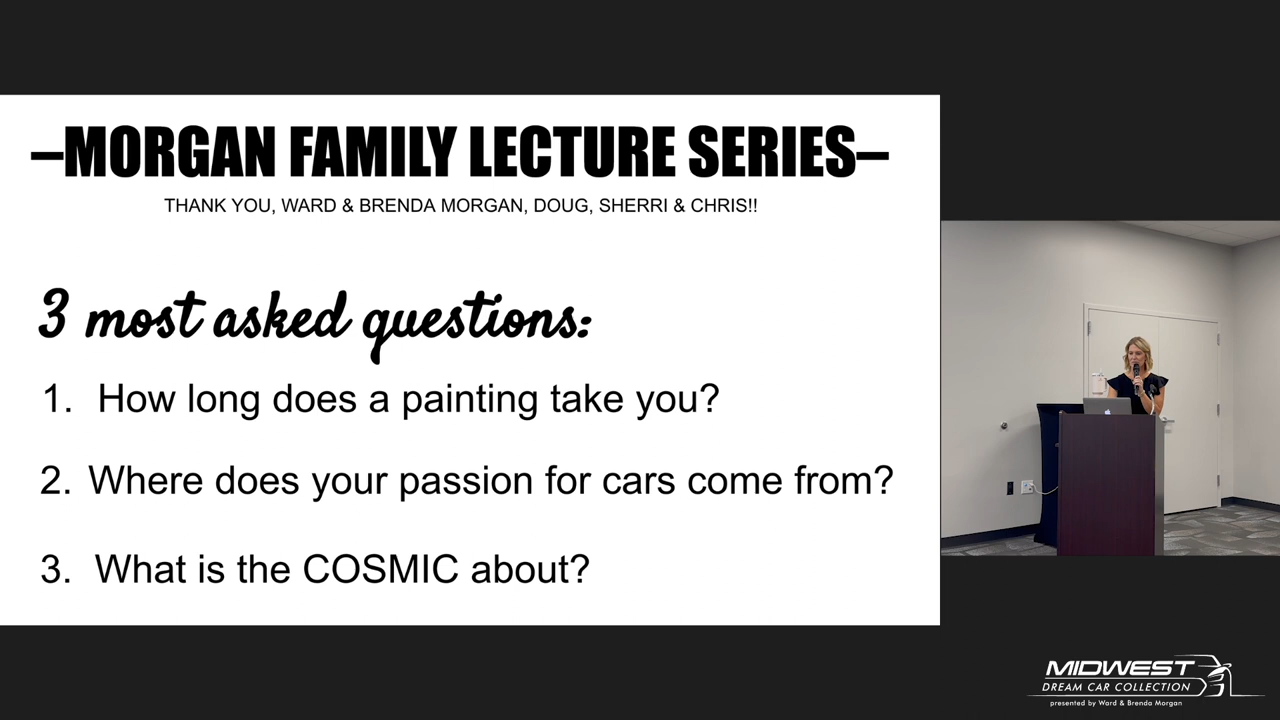 –MORGAN FAMILY LECTURE SERIES–
THANK YOU, WARD & BRENDA MORGAN, DOUG, SHERRI & CHRIS!!
3 most asked questions:
1. How long does a painting take you?
2. Where does your passion for cars come from?
3. What is the COSMIC about?
MIDWEST
DREAM CAR COLLECTION
presented by Ward & Brenda Morgan